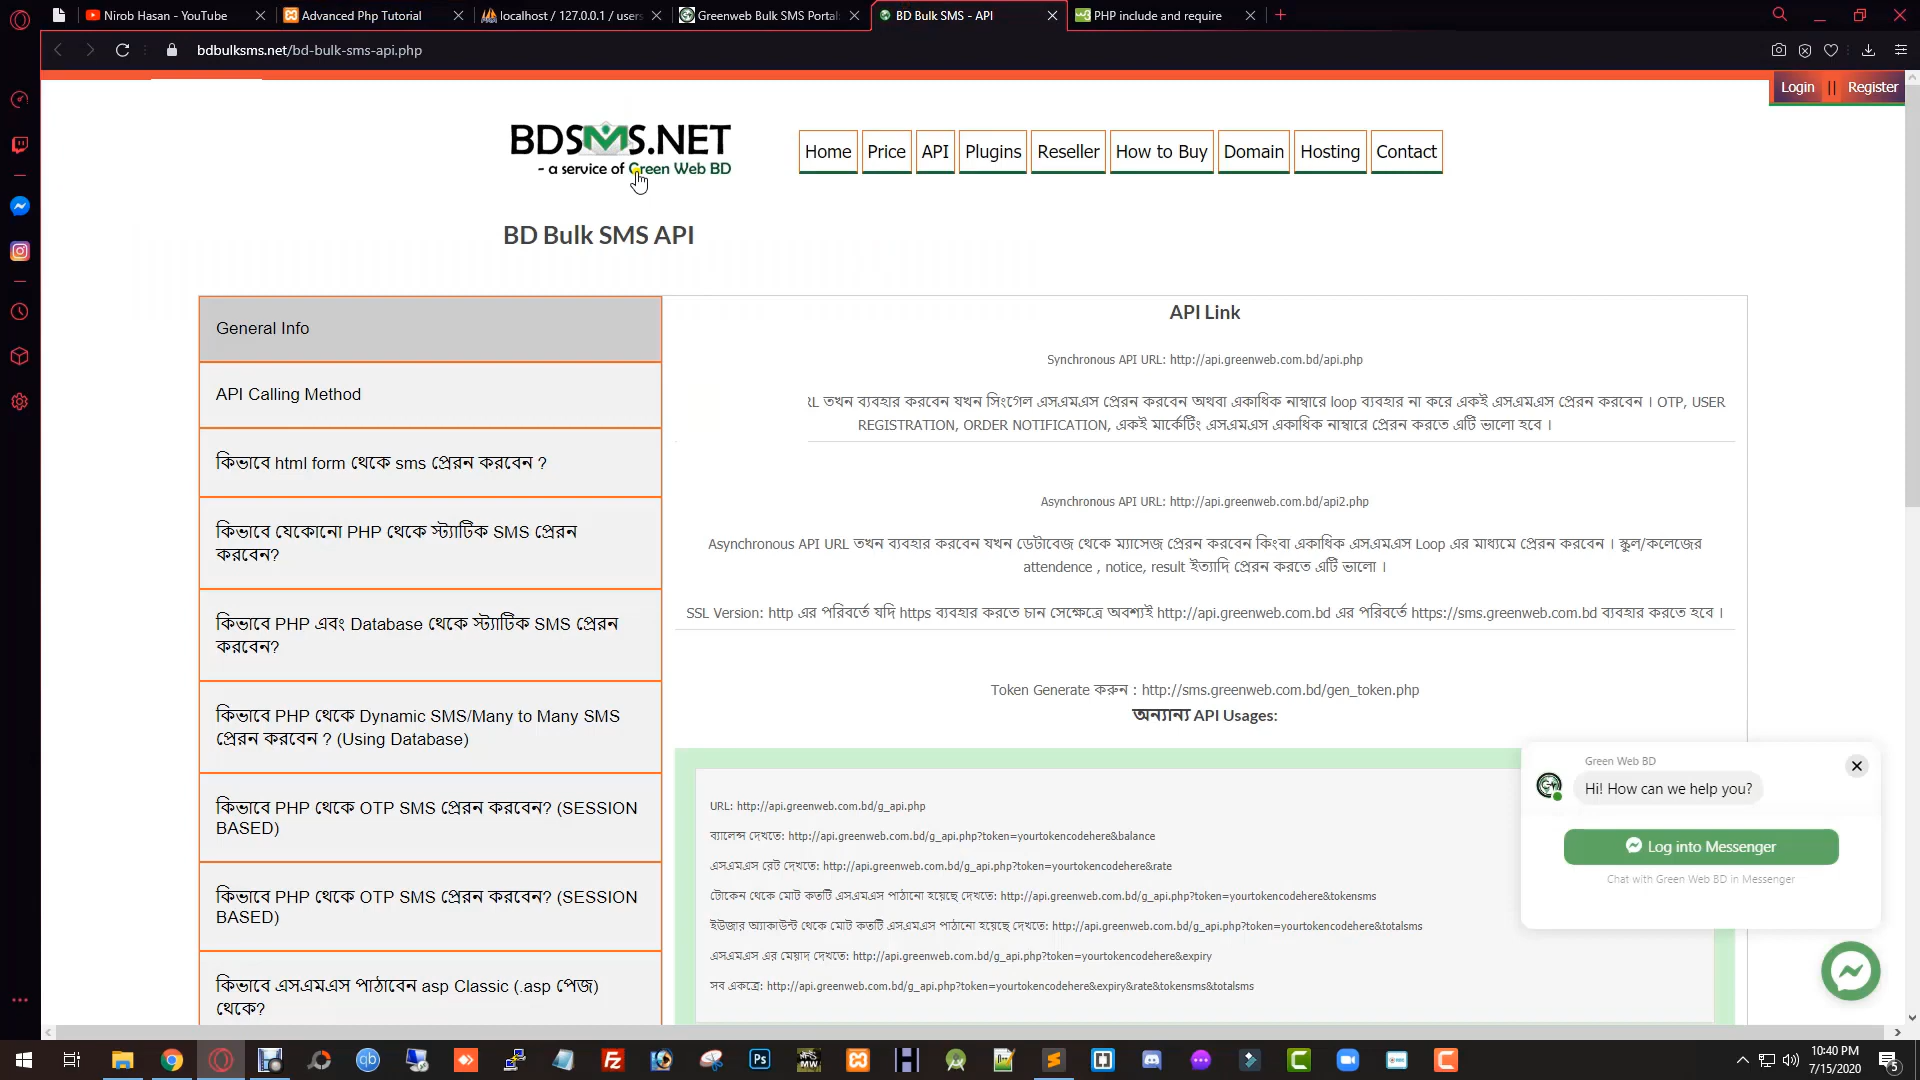 Nirob Hasan - YouTube
Advanced Php Tutorial
localhost / 127.0.0.1 / users
Greenweb Bulk SMS Portal
BD Bulk SMS - API
PHP include and require
bdbulksms.net/bd-bulk-sms-api.php
Login || Register
BDSMS.NET
- a service of Green Web BD
Home
Price
API
Plugins
Reseller
How to Buy
Domain
Hosting
Contact
BD Bulk SMS API
General Info
API Calling Method
কিভাবে html form থেকে sms প্রেরন করবেন ?
কিভাবে যেকোনো PHP থেকে স্ট্যাটিক SMS প্রেরন
করবেন?
কিভাবে PHP এবং Database থেকে স্ট্যাটিক SMS প্রেরন
করবেন?
কিভাবে PHP থেকে Dynamic SMS/Many to Many SMS
প্রেরন করবেন ? (Using Database)
কিভাবে PHP থেকে OTP SMS প্রেরন করবেন? (SESSION
BASED)
কিভাবে PHP থেকে OTP SMS প্রেরন করবেন? (SESSION
BASED)
কিভাবে এসএমএস পাঠাবেন asp Classic (.asp পেজ)
থেকে?
API Link
Synchronous API URL: http://api.greenweb.com.bd/api.php
তখন ব্যবহার করবেন যখন সিংগেল এসএমএস প্রেরন করবেন অথবা একাধিক নাম্বারে loop ব্যবহার না করে একই এসএমএস প্রেরন করবেন । OTP, USER
REGISTRATION, ORDER NOTIFICATION, একই মার্কেটিং এসএমএস একাধিক নাম্বারে প্রেরন করতে এটি ভালো হবে ।
Asynchronous API URL: http://api.greenweb.com.bd/api2.php
Asynchronous API URL তখন ব্যবহার করবেন যখন ডেটাবেজ থেকে ম্যাসেজ প্রেরন করবেন কিংবা একাধিক এসএমএস Loop এর মাধ্যমে প্রেরন করবেন । স্কুল/কলেজের
attendence , notice, result ইত্যাদি প্রেরন করতে এটি ভালো ।
SSL Version: http এর পরিবর্তে যদি https ব্যবহার করতে চান সেক্ষেত্রে অবশ্যই http://api.greenweb.com.bd এর পরিবর্তে https://sms.greenweb.com.bd ব্যবহার করতে হবে ।
Token Generate করুন : http://sms.greenweb.com.bd/gen_token.php
অন্যান্য API Usages:
URL: http://api.greenweb.com.bd/g_api.php
ব্যালেন্স দেখতে: http://api.greenweb.com.bd/g_api.php?token=yourtokencodehere&balance
এসএমএস রেট দেখতে: http://api.greenweb.com.bd/g_api.php?token=yourtokencodehere&rate
টোকেন থেকে মোট কতটি এসএমএস পাঠানো হয়েছে দেখতে: http://api.greenweb.com.bd/g_api.php?token=yourtokencodehere&tokensms
ইউজার অ্যাকাউন্ট থেকে মোট কতটি এসএমএস পাঠানো হয়েছে দেখতে: http://api.greenweb.com.bd/g_api.php?token=yourtokencodehere&totalsms
এসএমএস এর মেয়াদ দেখতে: http://api.greenweb.com.bd/g_api.php?token=yourtokencodehere&expiry
সব একত্রে: http://api.greenweb.com.bd/g_api.php?token=yourtokencodehere&expiry&rate&tokensms&totalsms
Green Web BD
Hi! How can we help you?
Log into Messenger
Chat with Green Web BD in Messenger
qb
Ps
MW
10:40 PM
7/15/2020
5